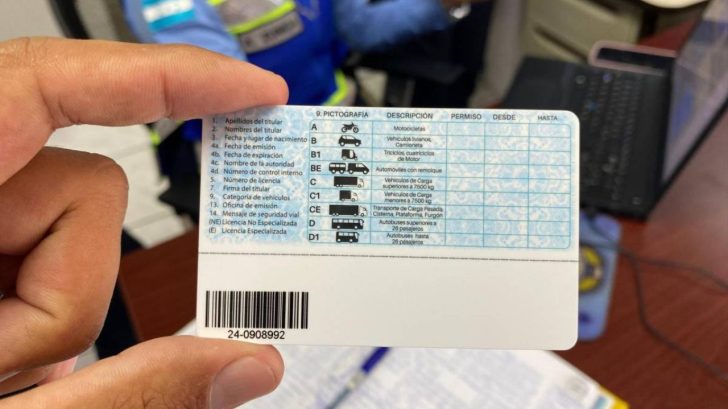 1. Apellidos del titular
2. Nombres del titular
3. Fecha y lugar de nacimiento
4a. Fecha de emisión
4b. Fecha de expiración
4c. Nombre de la autoridad
4d. Número de control interno
5. Número de licencia
7. Firma del titular
9. Categoría de vehículos
13. Oficina de emisión
14. Mensaje de seguridad vial
(NE) Licencia No Especializada
(E) Licencia Especializada
9. PICTOGRAFÍA DESCRIPCIÓN PERMISO DESDE HASTA
A Motocicletas
B Vehículos livianos,
Camioneta
B1 Triciclos, cuatriciclos
de Motor
BE Automóviles con remolque
C Vehículos de Carga
superiores a 7500 kg
C1 Vehículos de Carga
menores a 7500 kg
CE Transporte de Carga Pesada
Cisterna, Plataforma, Furgon
D Autobuses superiores a
26 pasajeros
D1 Autobuses hasta
26 pasajeros
24-0908992